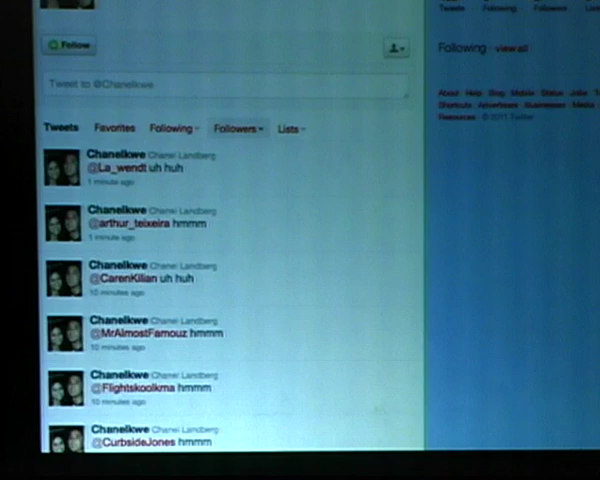 Tweets Following Followers
Follow
Following · view all
Tweet to @Chanelkwe
About Help Blog Mobile Status Jobs
Shortcuts Advertisers Businesses Media
Resources © 2011 Twitter
Tweets Favorites Following Followers Lists
Chanelkwe Chanel Landberg
@La_wendt uh huh
1 minute ago
Chanelkwe Chanel Landberg
@arthur_teixeira hmmm
1 minute ago
Chanelkwe Chanel Landberg
@CarenKilian uh huh
10 minutes ago
Chanelkwe Chanel Landberg
@MrAlmostFamouz hmmm
10 minutes ago
Chanelkwe Chanel Landberg
@Flightskoolkma hmmm
10 minutes ago
Chanelkwe Chanel Landberg
@CurbsideJones hmmm